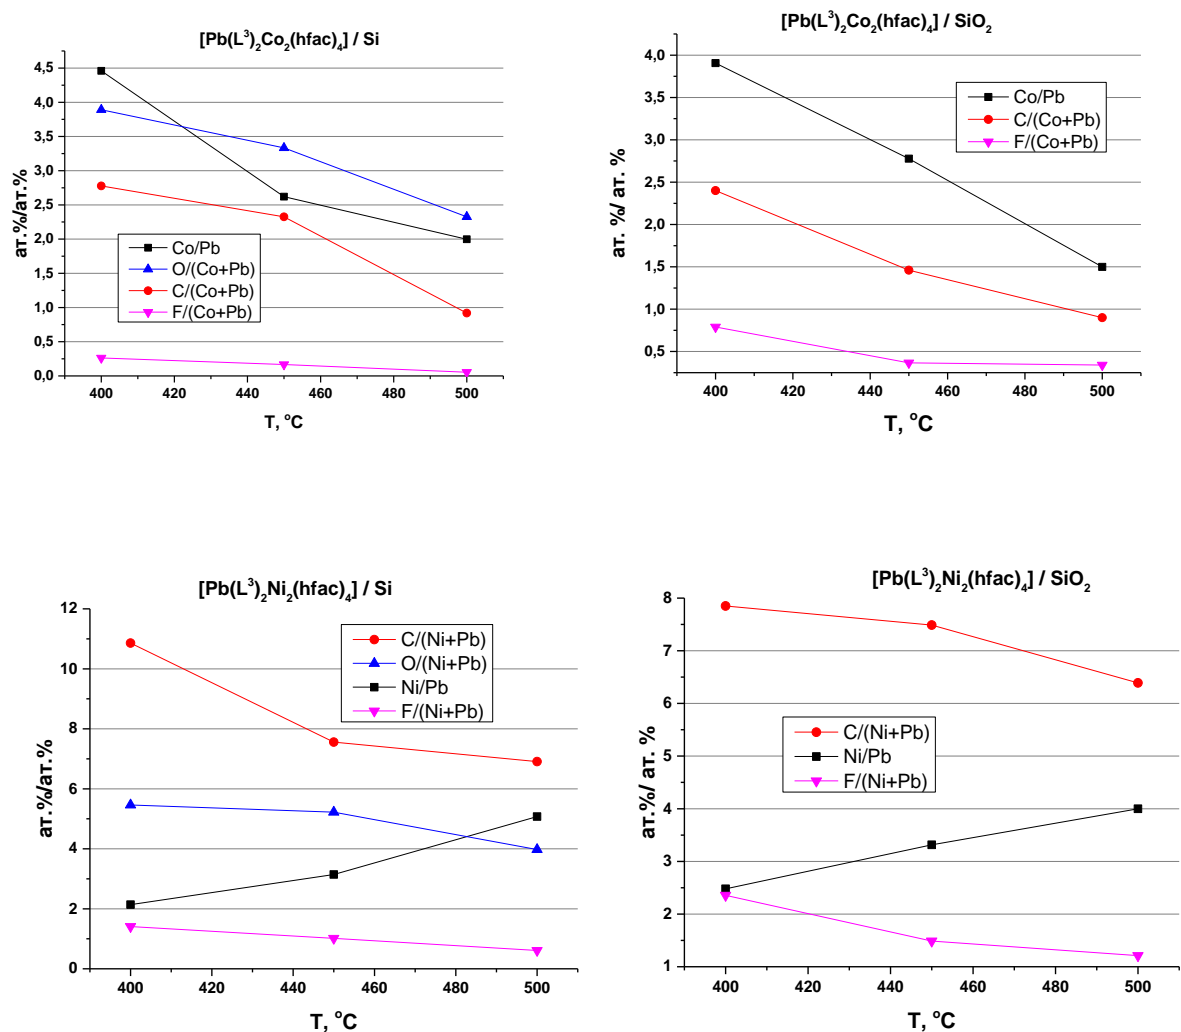 [Pb(L³)₂Co₂(hfac)₄] / Si
4,5
4,0
3,5
3,0
2,5
2,0
1,5
1,0
0,5
0,0
ат.%/ат.%
Co/Pb
O/(Co+Pb)
C/(Co+Pb)
F/(Co+Pb)
400 420 440 460 480 500
T, °C
[Pb(L³)₂Co₂(hfac)₄] / SiO₂
4,0
3,5
3,0
2,5
2,0
1,5
1,0
0,5
ат. %/ ат. %
Co/Pb
C/(Co+Pb)
F/(Co+Pb)
400 420 440 460 480 500
T, °C
[Pb(L³)₂Ni₂(hfac)₄] / Si
12
10
8
6
4
2
0
ат.%/ат.%
C/(Ni+Pb)
O/(Ni+Pb)
Ni/Pb
F/(Ni+Pb)
400 420 440 460 480 500
T, °C
[Pb(L³)₂Ni₂(hfac)₄] / SiO₂
8
7
6
5
4
3
2
1
ат.%/ ат. %
C/(Ni+Pb)
Ni/Pb
F/(Ni+Pb)
400 420 440 460 480 500
T, °C